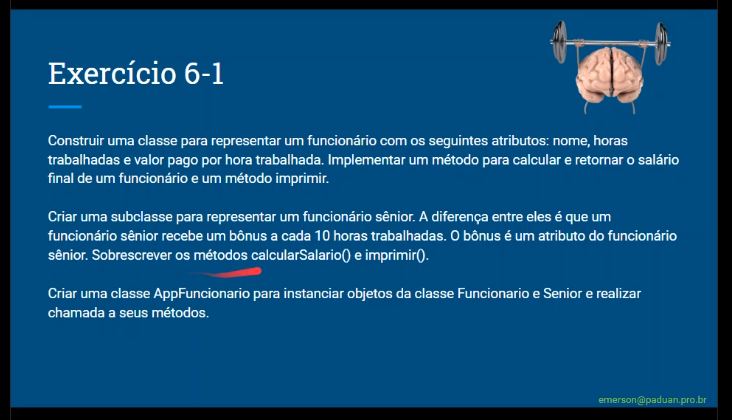 Exercício 6-1
Construir uma classe para representar um funcionário com os seguintes atributos: nome, horas
trabalhadas e valor pago por hora trabalhada. Implementar um método para calcular e retornar o salário
final de um funcionário e um método imprimir.
Criar uma subclasse para representar um funcionário sênior. A diferença entre eles é que um
funcionário sênior recebe um bônus a cada 10 horas trabalhadas. O bônus é um atributo do funcionário
sênior. Sobrescrever os métodos calcularSalario() e imprimir().
Criar uma classe AppFuncionario para instanciar objetos da classe Funcionario e Senior e realizar
chamada a seus métodos.
emerson@paduan.pro.br